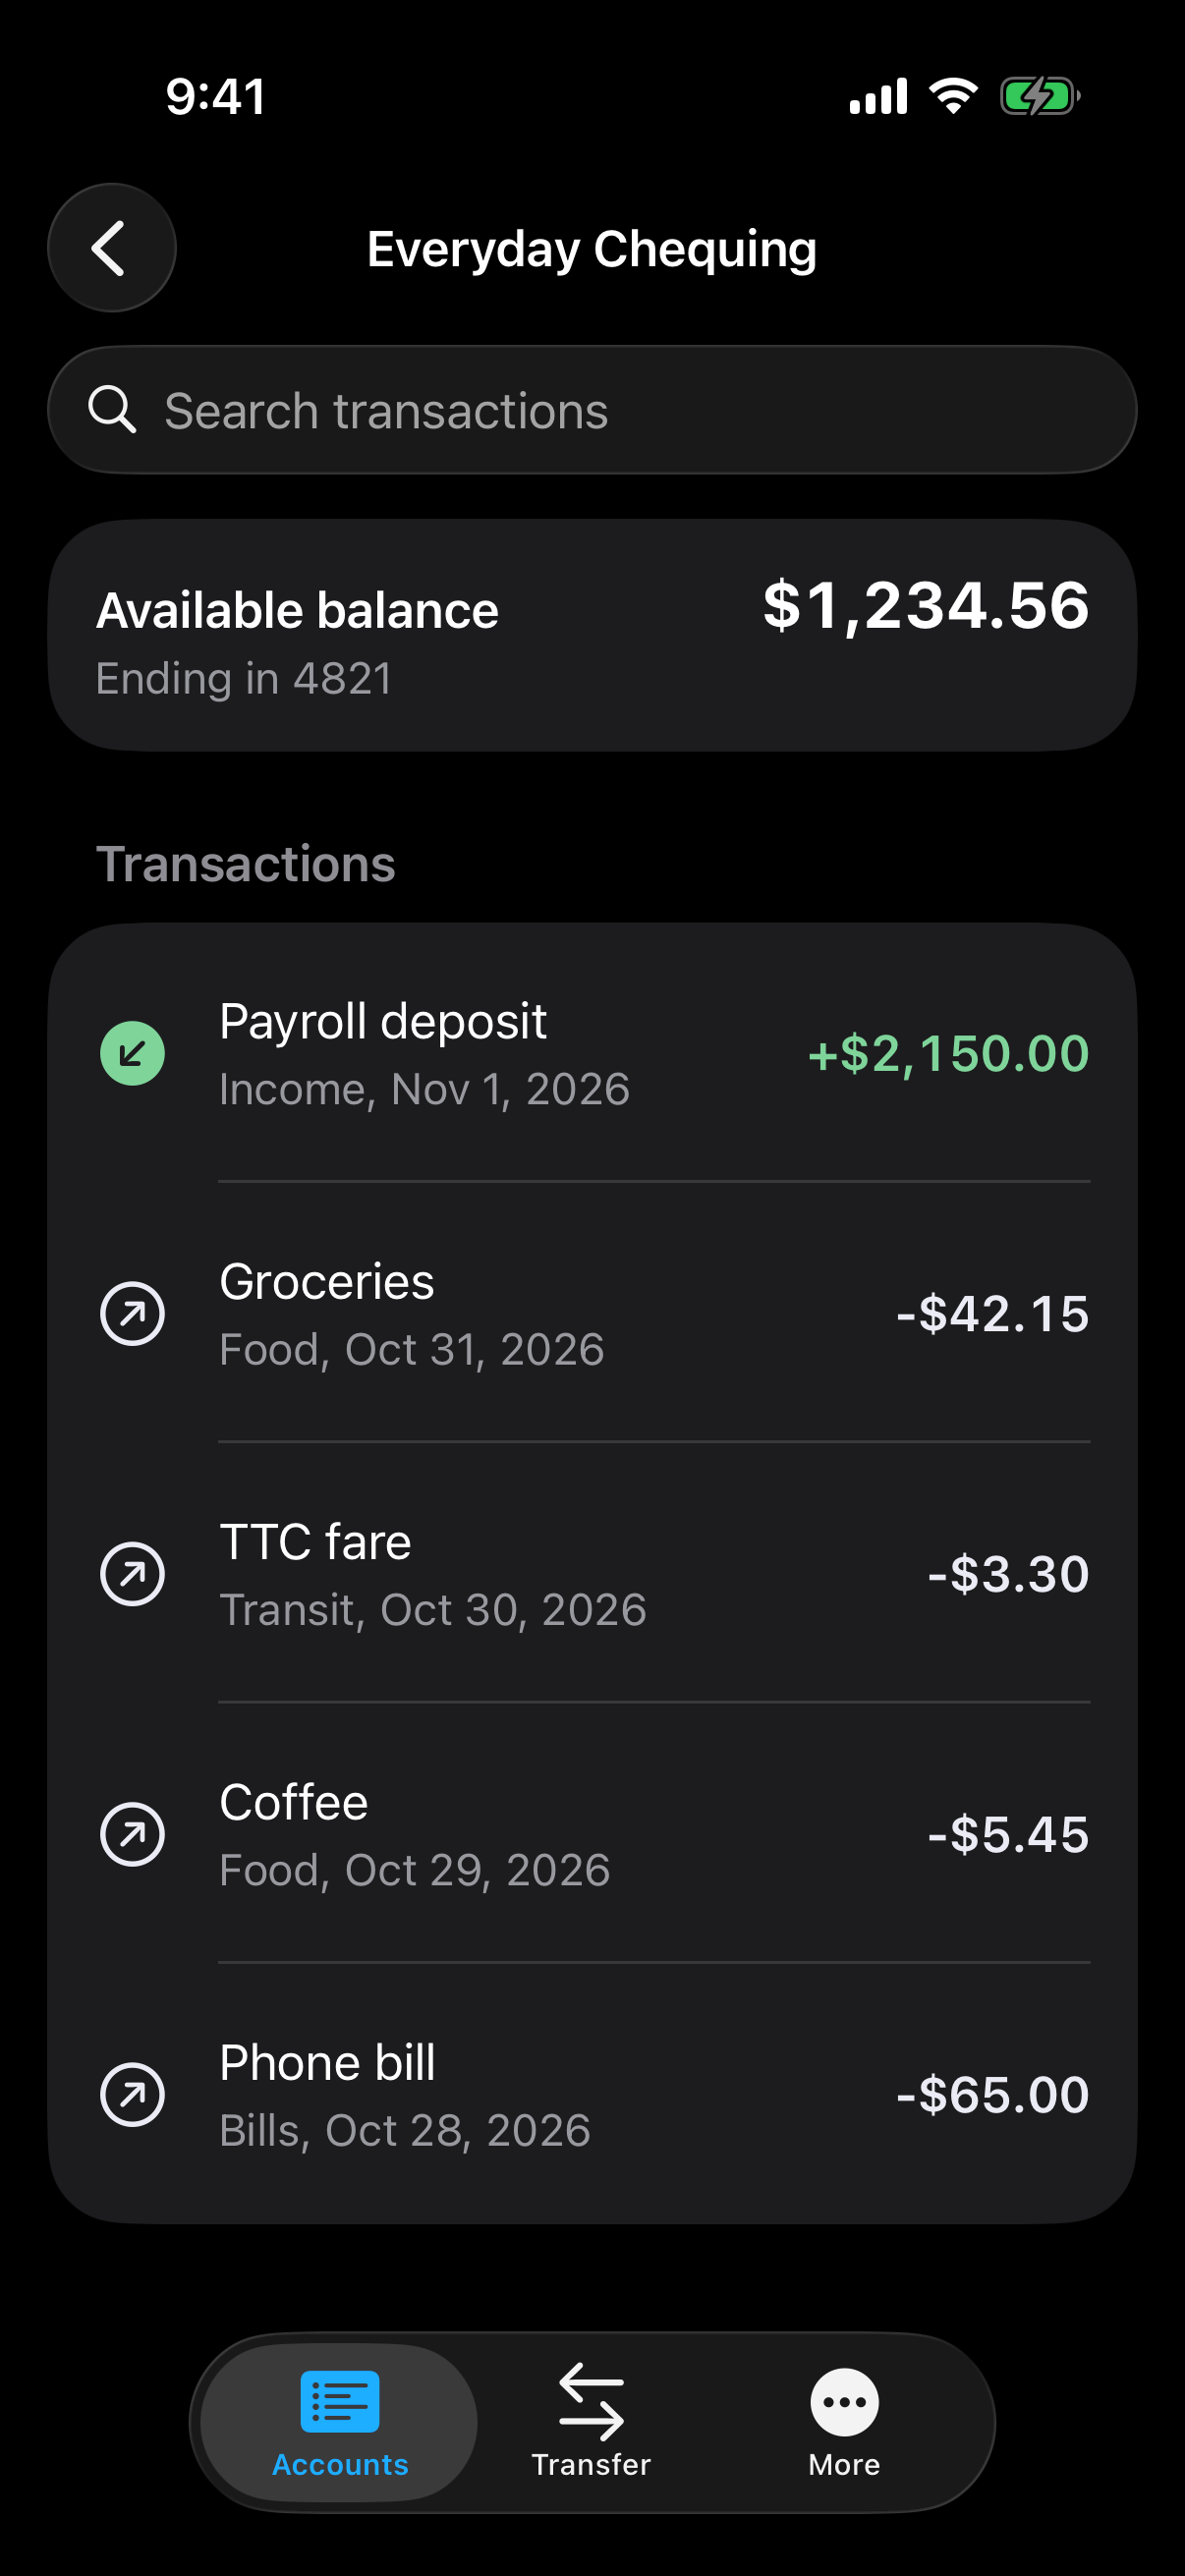 9:41
Everyday Chequing
Search transactions
Available balance
$1,234.56
Ending in 4821
Transactions
Payroll deposit
+$2,150.00
Income, Nov 1, 2026
Groceries
-$42.15
Food, Oct 31, 2026
TTC fare
-$3.30
Transit, Oct 30, 2026
Coffee
-$5.45
Food, Oct 29, 2026
Phone bill
-$65.00
Bills, Oct 28, 2026
Accounts
Transfer
More